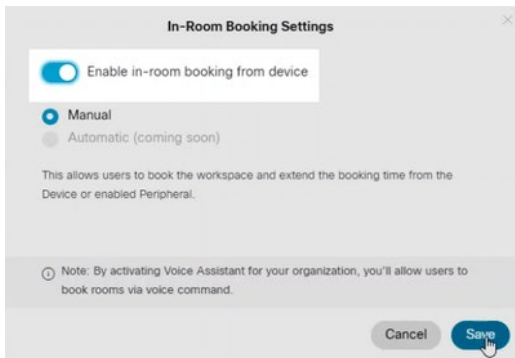 In-Room Booking Settings
Enable in-room booking from device
Manual
Automatic (coming soon)
This allows users to book the workspace and extend the booking time from the
Device or enabled Peripheral.
Note: By activating Voice Assistant for your organization, you'll allow users to
book rooms via voice command.
Cancel
Save